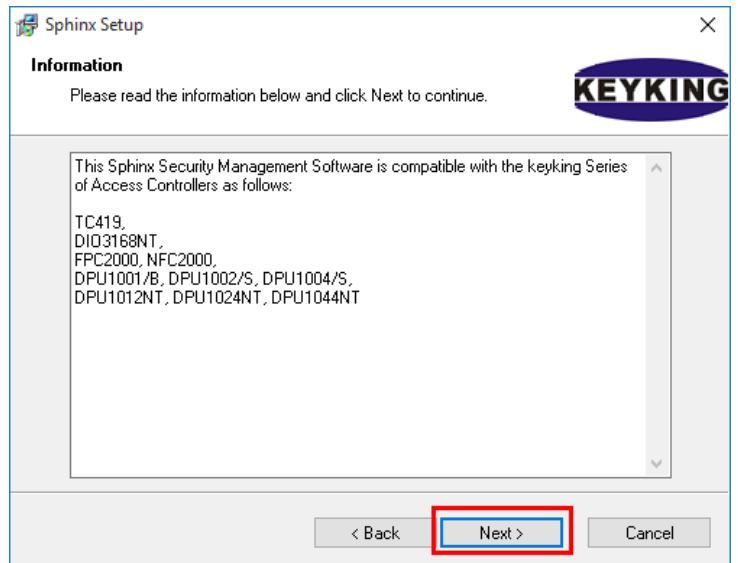 Sphinx Setup
Information
Please read the information below and click Next to continue.
KEYKING
This Sphinx Security Management Software is compatible with the keyking Series
of Access Controllers as follows:
TC419,
DIO3168NT,
FPC2000, NFC2000,
DPU1001/B, DPU1002/S, DPU1004/S,
DPU1012NT, DPU1024NT, DPU1044NT
< Back
Next >
Cancel